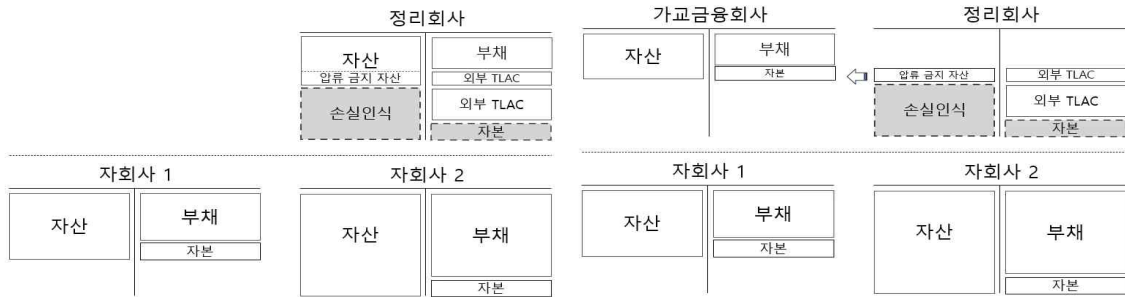 정리회사
자산
압류 금지 자산
손실인식
부채
외부 TLAC
외부 TLAC
자본
가교금융회사
자산
부채
자본
정리회사
압류 금지 자산
손실인식
외부 TLAC
외부 TLAC
자본
자회사 1
자산
부채
자본
자회사 2
자산
부채
자본
자회사 1
자산
부채
자본
자회사 2
자산
부채
자본